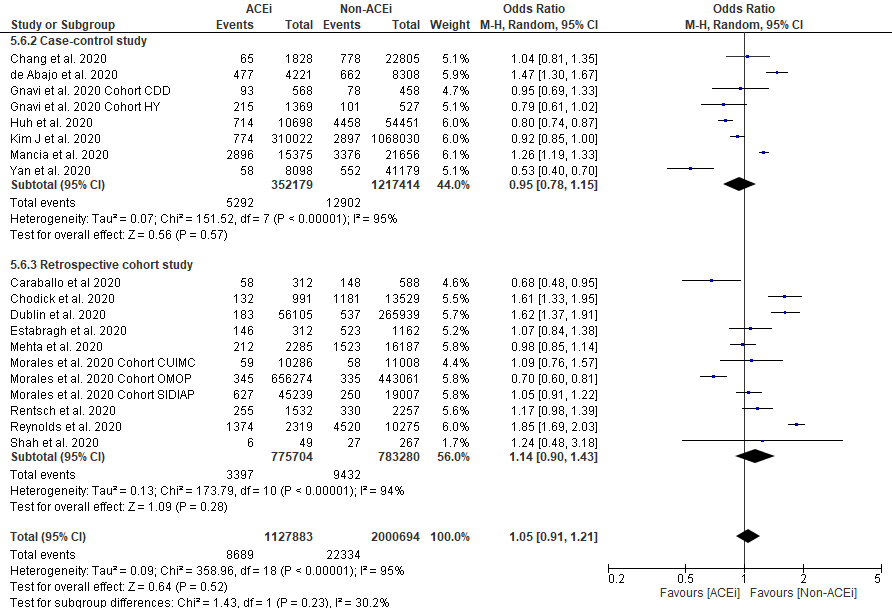 ACEi Non-ACEi Odds Ratio Odds Ratio
Study or Subgroup Events Total Events Total Weight M-H, Random, 95% CI M-H, Random, 95% CI
5.6.2 Case-control study
Chang et al. 2020 65 1828 778 22805 5.1% 1.04 [0.81, 1.35]
de Abajo et al. 2020 477 4221 662 8308 5.8% 1.47 [1.30, 1.67]
Gnavi et al. 2020 Cohort CDD 93 568 78 458 4.8% 0.95 [0.69, 1.33]
Gnavi et al. 2020 Cohort HY 215 1369 101 527 5.1% 0.79 [0.61, 1.02]
Huh et al. 2020 714 10698 4458 54451 6.0% 0.80 [0.74, 0.87]
Kim J et al. 2020 774 310022 2897 1068030 6.0% 0.92 [0.85, 1.00]
Mancia et al. 2020 2896 15375 3376 21656 6.1% 1.26 [1.19, 1.33]
Yan et al. 2020 58 8098 552 41179 5.1% 0.53 [0.40, 0.70]
Subtotal (95% CI) 352179 1217414 44.0% 0.95 [0.78, 1.15]
Total events 5292 12902
Heterogeneity: Tau² = 0.07; Chi² = 151.52, df = 7 (P < 0.00001); I² = 95%
Test for overall effect: Z = 0.56 (P = 0.57)
5.6.3 Retrospective cohort study
Caraballo et al 2020 58 312 148 588 4.6% 0.68 [0.48, 0.95]
Chodick et al. 2020 132 991 1181 13529 5.5% 1.61 [1.33, 1.95]
Dublin et al. 2020 183 56105 537 265939 5.6% 1.62 [1.37, 1.91]
Estabragh et al. 2020 146 312 523 1162 5.1% 1.07 [0.84, 1.38]
Mehta et al. 2020 212 2285 1523 16187 5.7% 0.98 [0.85, 1.14]
Morales et al. 2020 Cohort CUIMC 59 10286 58 11008 4.4% 1.09 [0.76, 1.57]
Morales et al. 2020 Cohort OMOP 345 656274 335 443061 5.8% 0.70 [0.60, 0.81]
Morales et al. 2020 Cohort SIDIAP 627 45239 250 19007 5.8% 1.05 [0.91, 1.22]
Rentsch et al. 2020 255 1532 330 2257 5.6% 1.17 [0.98, 1.39]
Reynolds et al. 2020 1374 2319 4520 10275 6.0% 1.85 [1.69, 2.03]
Shah et al. 2020 6 49 27 267 1.7% 1.24 [0.48, 3.18]
Subtotal (95% CI) 775704 783280 56.0% 1.14 [0.90, 1.43]
Total events 3397 9432
Heterogeneity: Tau² = 0.13; Chi² = 173.79, df = 10 (P < 0.00001); I² = 94%
Test for overall effect: Z = 1.09 (P = 0.28)
Total (95% CI) 1127883 2000694 100.0% 1.05 [0.91, 1.21]
Total events 8689 22334
Heterogeneity: Tau² = 0.09; Chi² = 358.96, df = 18 (P < 0.00001); I² = 95%
Test for overall effect: Z = 0.64 (P = 0.52)
Test for subgroup differences: Chi² = 1.43, df = 1 (P = 0.23), I² = 30.2%
0.2 0.5 1 2 5
Favours [ACEi] Favours [Non-ACEi]